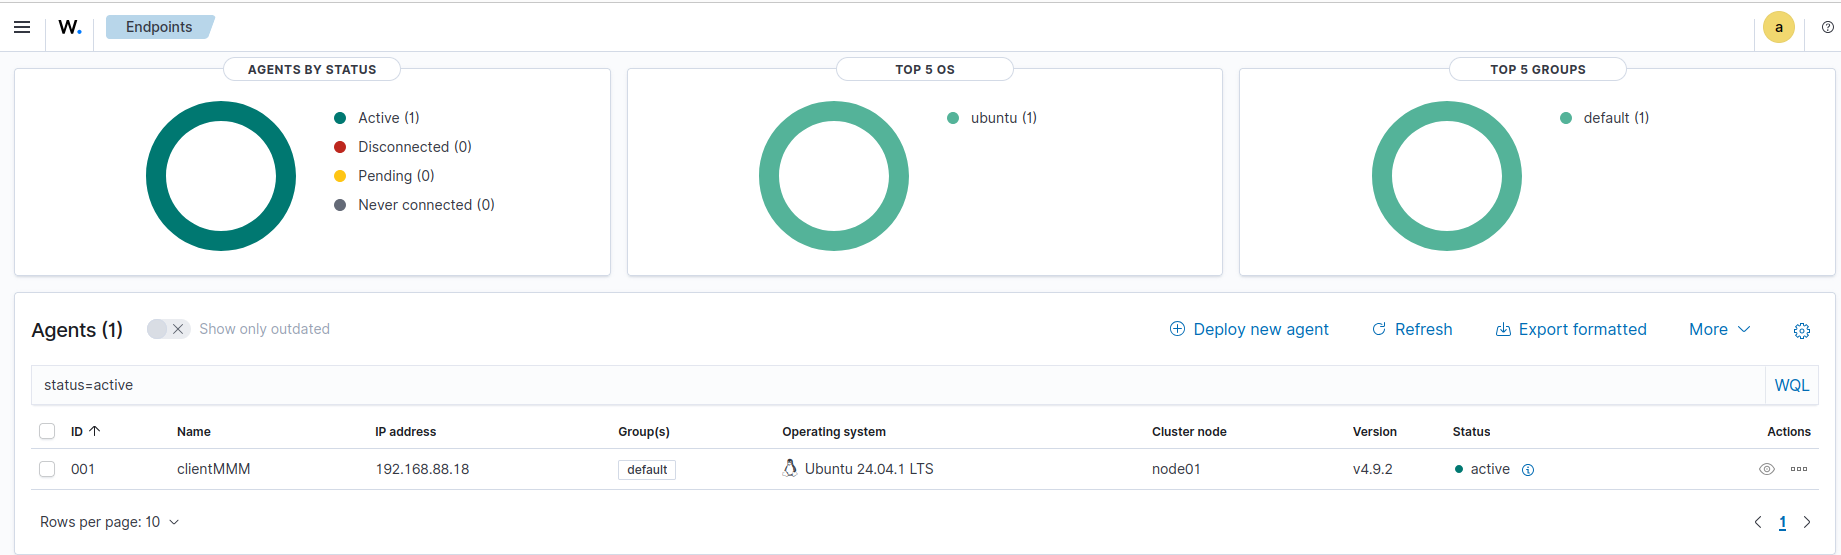 W. Endpoints a
AGENTS BY STATUS TOP 5 OS TOP 5 GROUPS
Active (1)
Disconnected (0)
Pending (0)
Never connected (0)
ubuntu (1)
default (1)
Agents (1) Show only outdated Deploy new agent Refresh Export formatted More
status=active WQL
ID Name IP address Group(s) Operating system Cluster node Version Status Actions
001 clientMMM 192.168.88.18 default Ubuntu 24.04.1 LTS node01 v4.9.2 active
Rows per page: 10 1